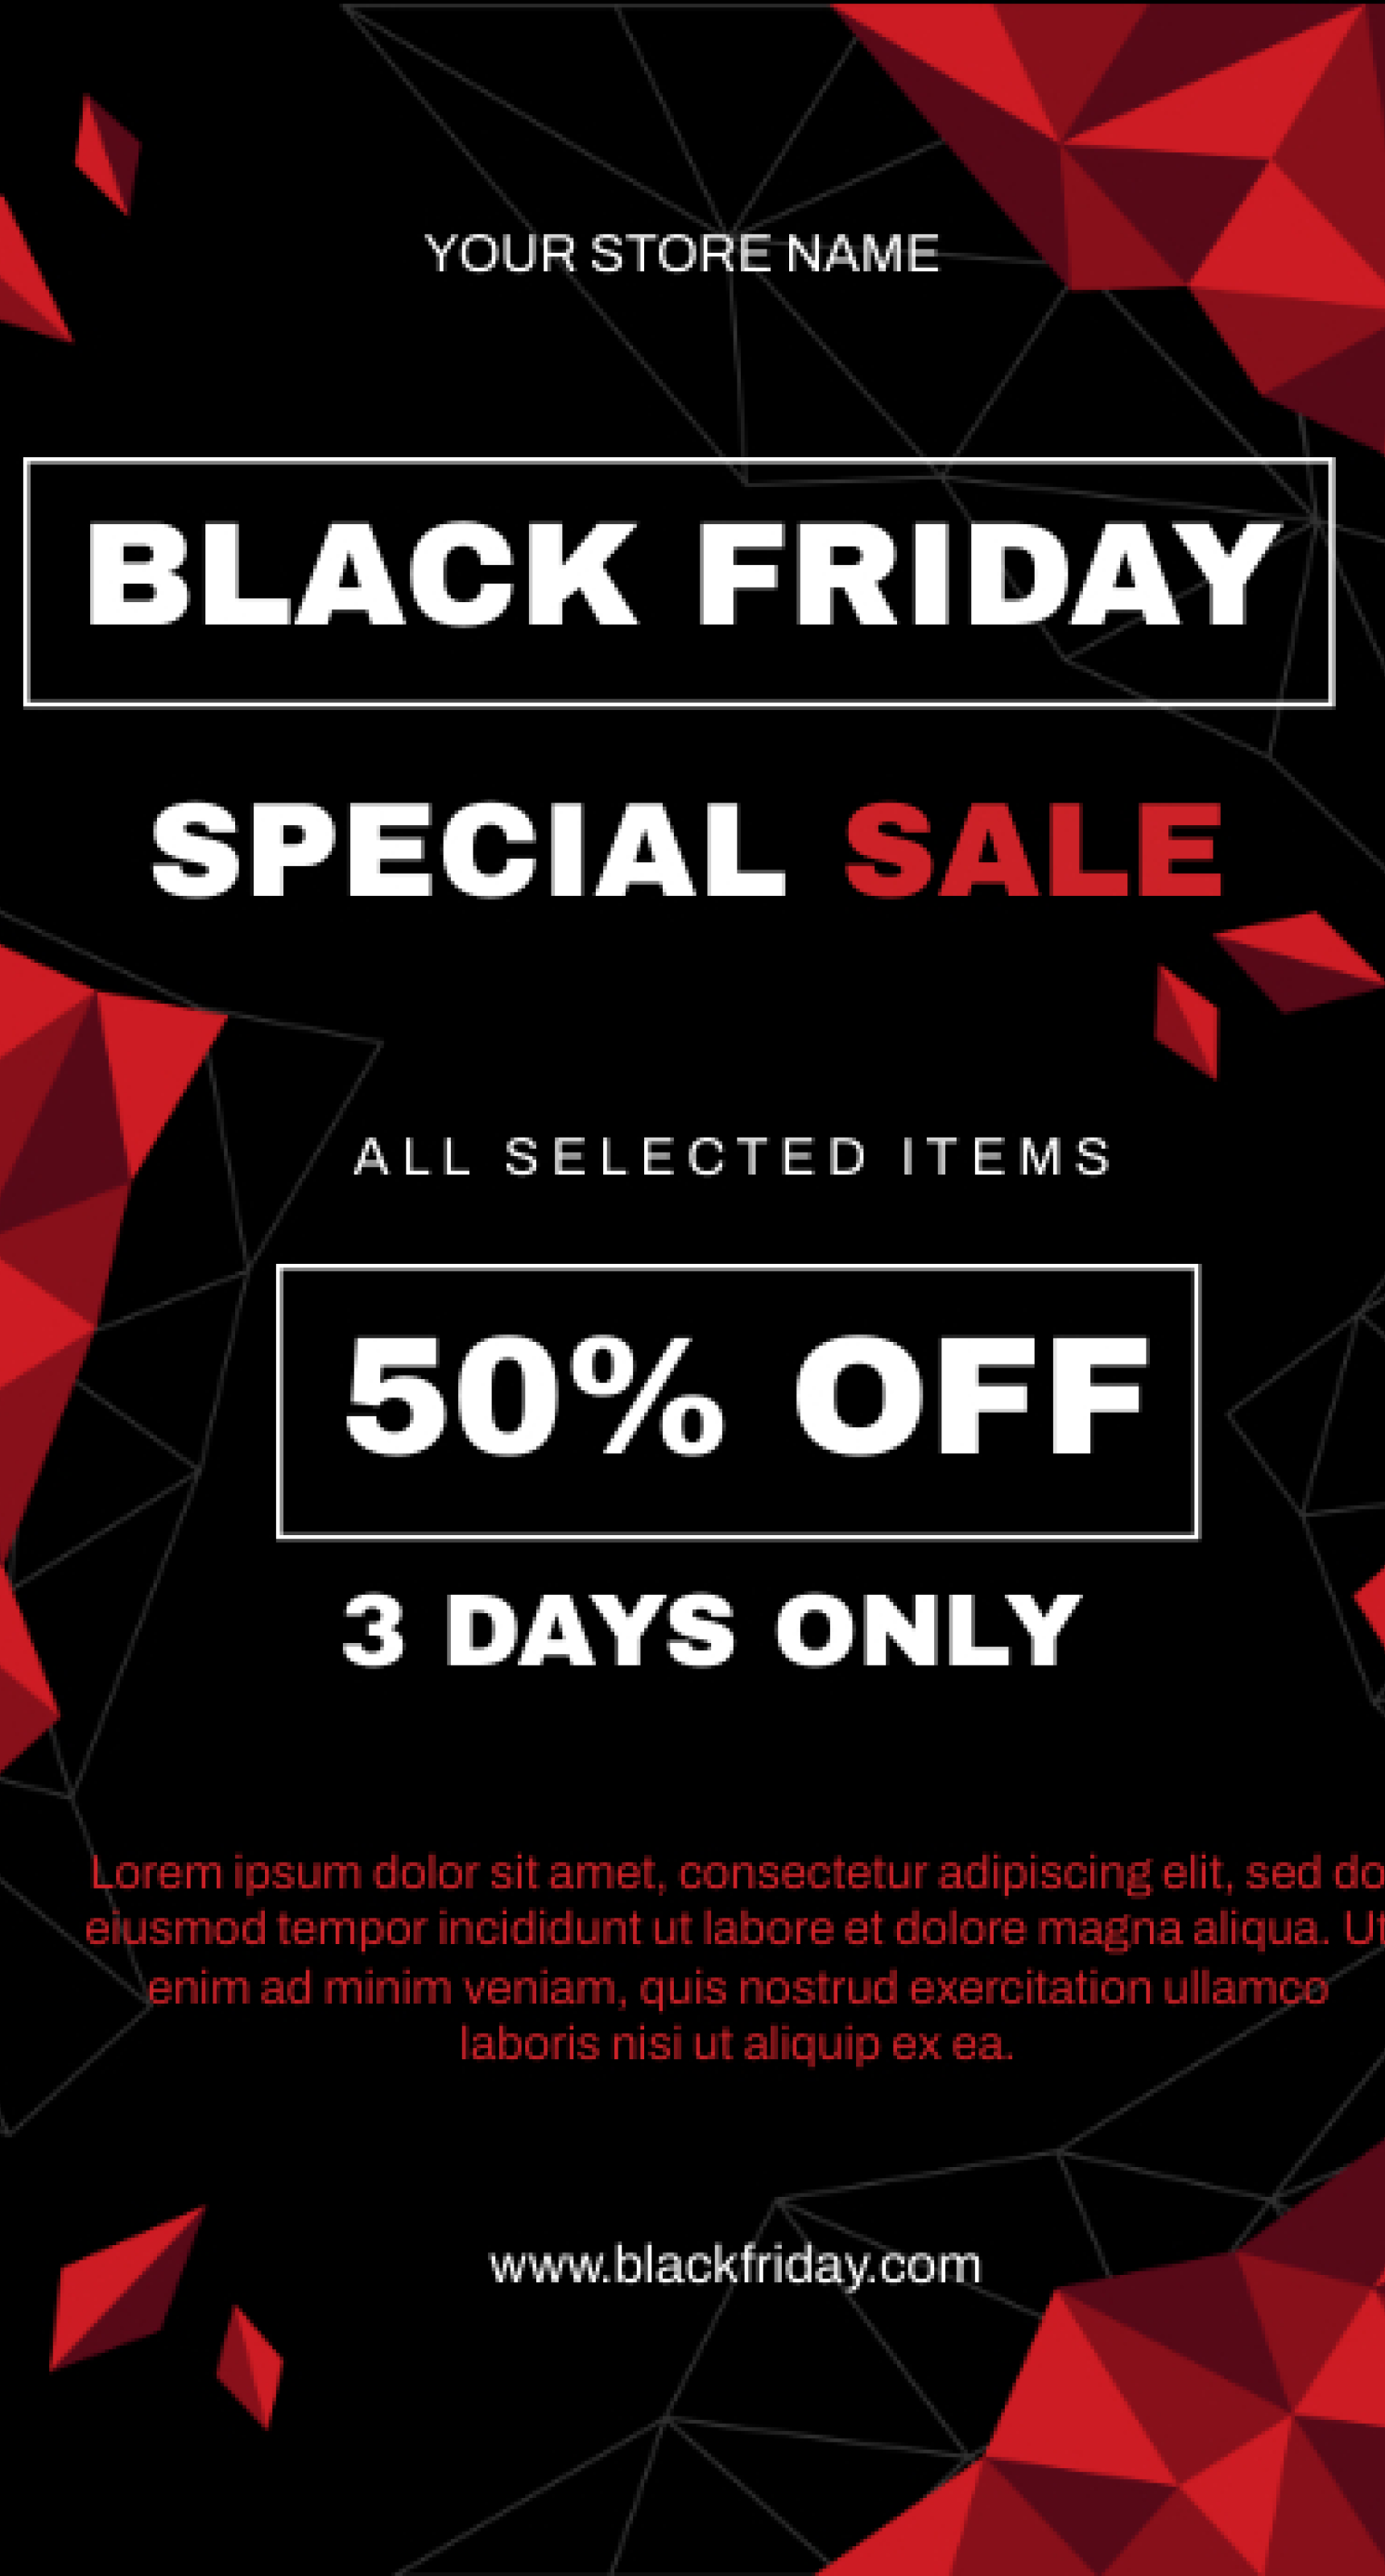 YOUR STORE NAME
BLACK FRIDAY
SPECIAL SALE
ALL SELECTED ITEMS
50% OFF
3 DAYS ONLY
Lorem ipsum dolor sit amet, consectetur adipiscing elit, sed do
eiusmod tempor incididunt ut labore et dolore magna aliqua. Ut
enim ad minim veniam, quis nostrud exercitation ullamco
laboris nisi ut aliquip ex ea.
www.blackfriday.com